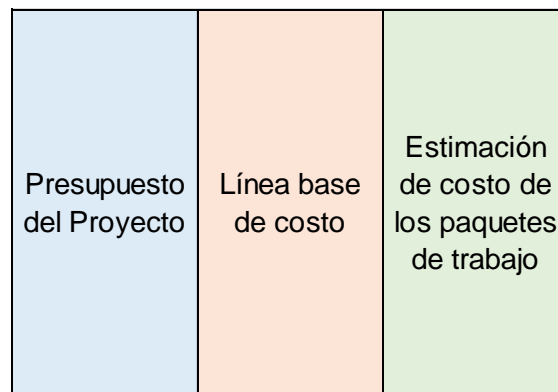 Presupuesto
del Proyecto
Línea base
de costo
Estimación
de costo de
los paquetes
de trabajo